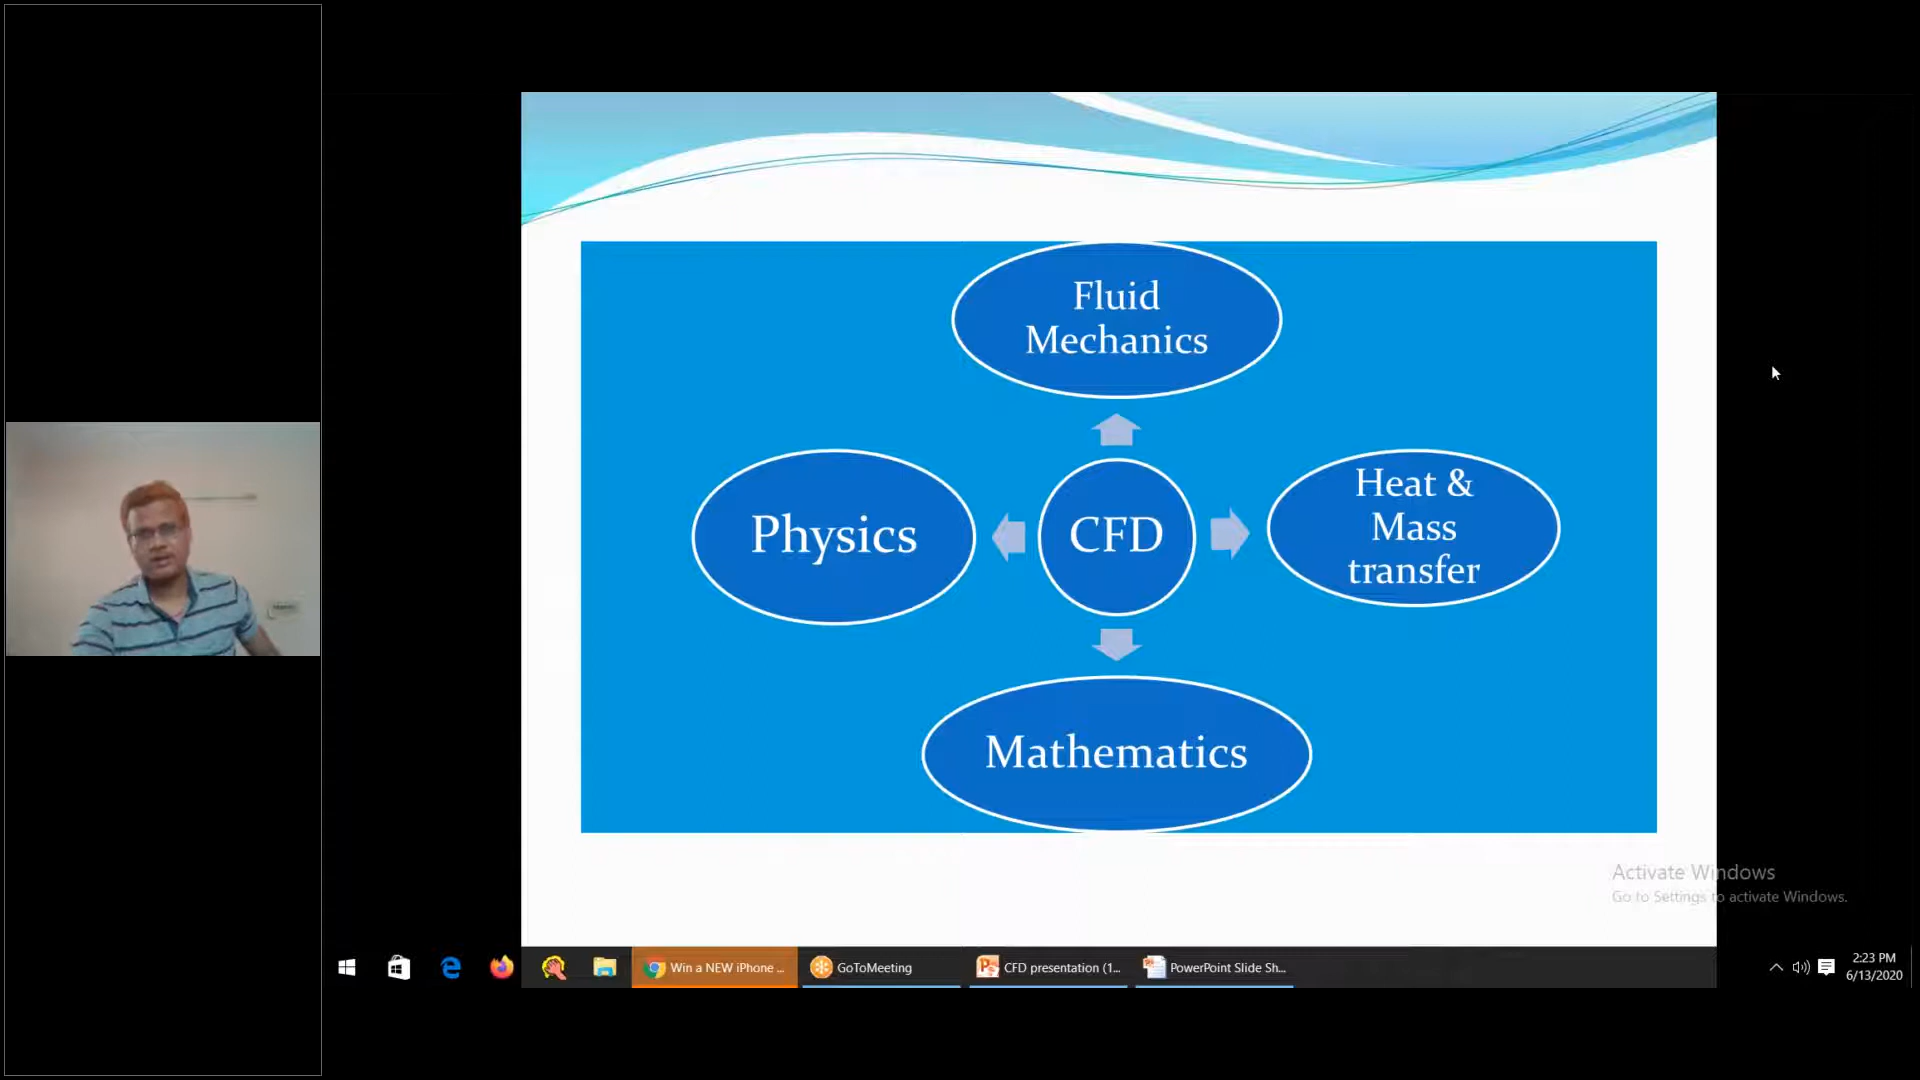 Fluid
Mechanics
Physics
CFD
Heat &
Mass
transfer
Mathematics
Activate Windows
Go to Settings to activate Windows.
Win a NEW iPhone ...
GoToMeeting
CFD presentation (1...
PowerPoint Slide Sh...
2:23 PM
6/13/2020